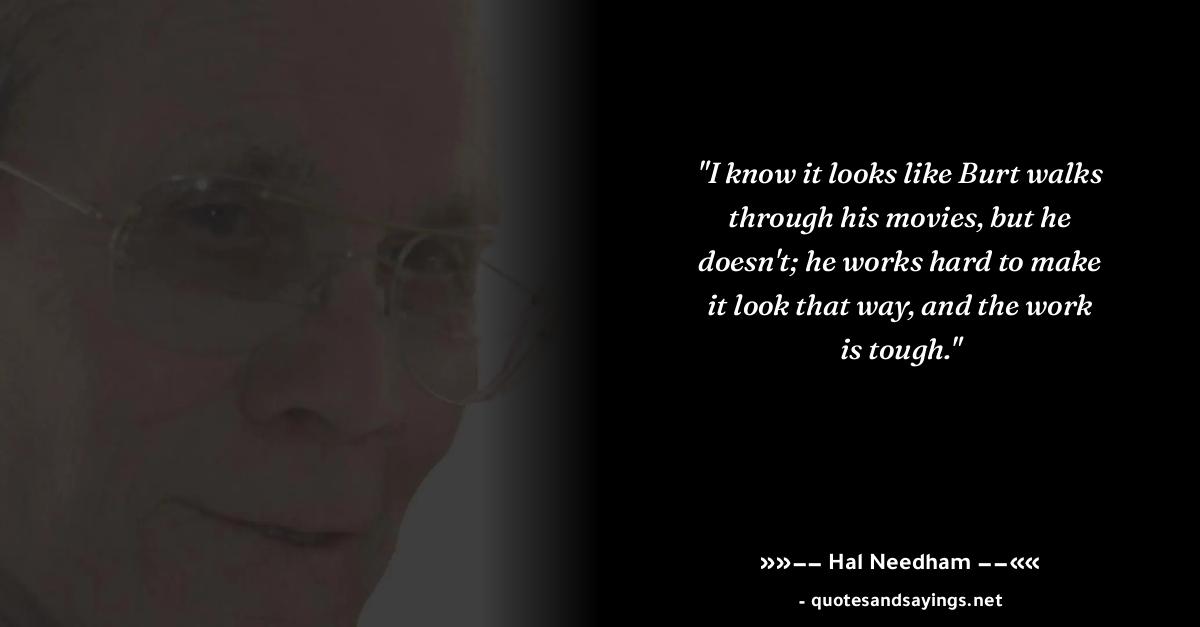 "I know it looks like Burt walks
through his movies, but he
doesn't; he works hard to make
it look that way, and the work
is tough."
»»−− Hal Needham −−««
- quotesandsayings.net